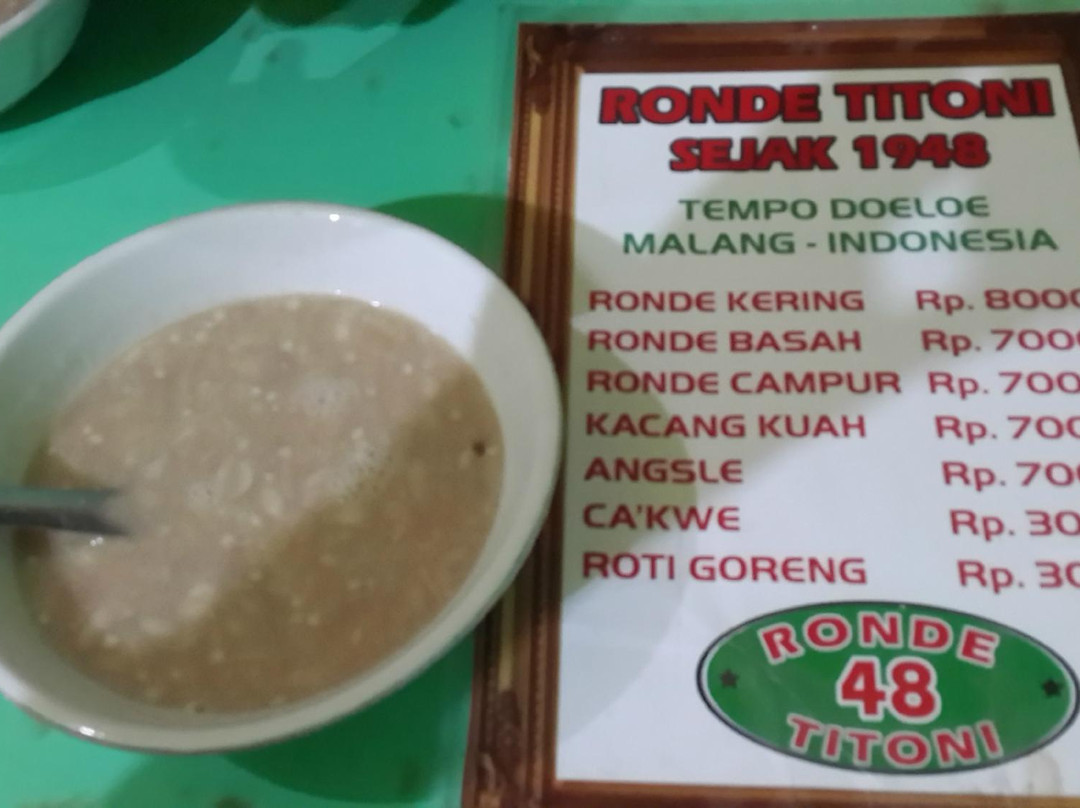 RONDE TITONI
SEJAK 1948
TEMPO DOELOE
MALANG - INDONESIA
RONDE KERING Rp. 8000
RONDE BASAH Rp. 7000
RONDE CAMPUR Rp. 700
KACANG KUAH Rp. 700
ANGSLE Rp. 700
CA'KWE Rp. 30
ROTI GORENG Rp. 30
RONDE
48
TITONI